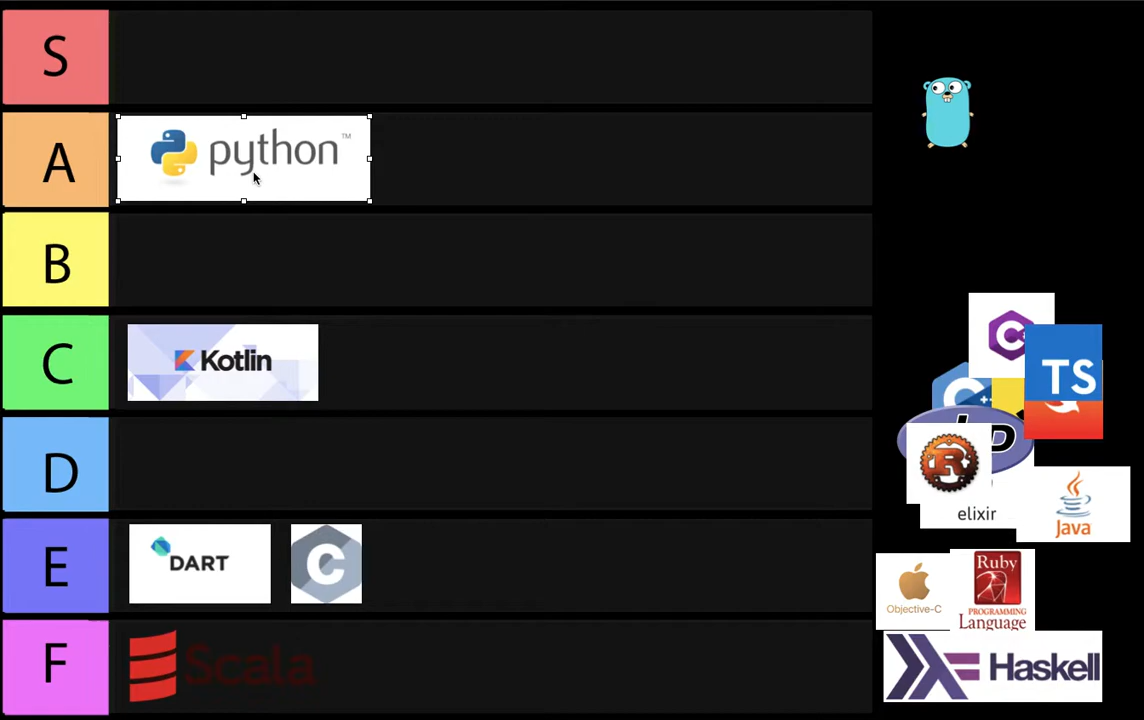 S
A
python™
B
C
Kotlin
D
E
DART
C
F
Scala
C
TS
C++
R
elixir
Java
Objective-C
Ruby
PROGRAMMING
Language
Haskell